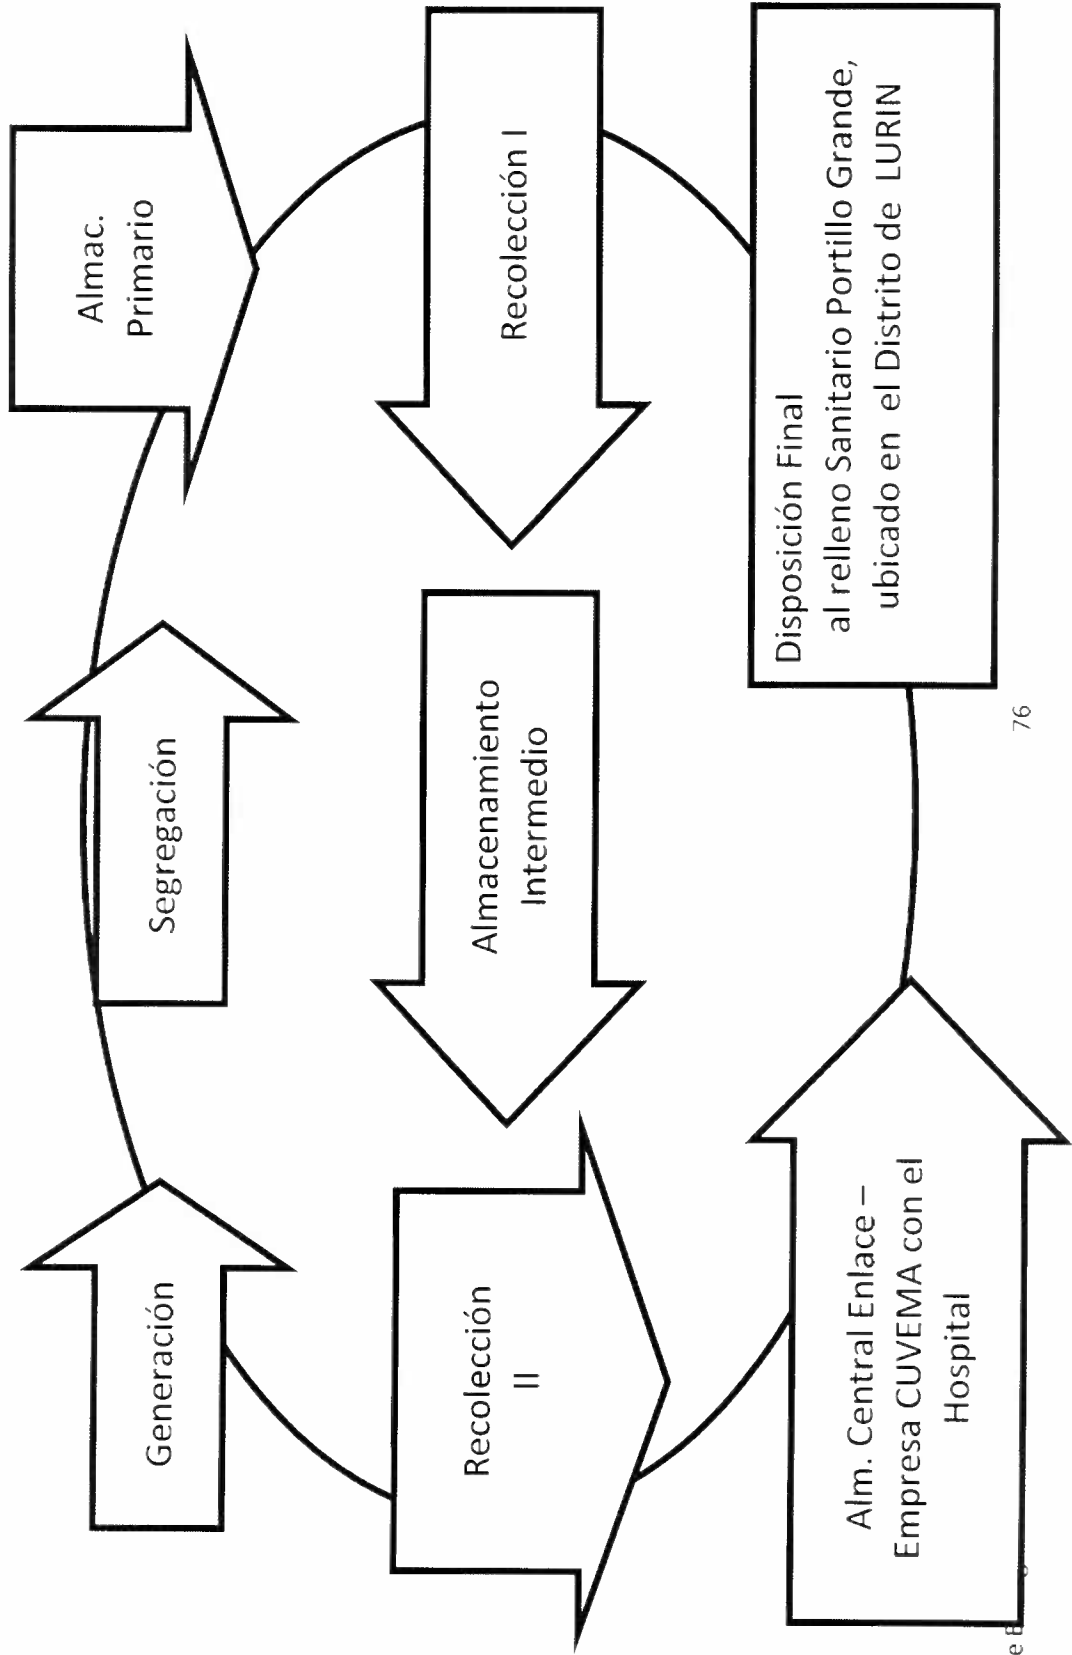 Generación
Segregación
Almac.
Primario
Recolección I
Almacenamiento
Intermedio
Recolección
II
Alm. Central Enlace –
Empresa CUVEMA con el
Hospital
Disposición Final
al relleno Sanitario Portillo Grande,
ubicado en el Distrito de LURIN
76